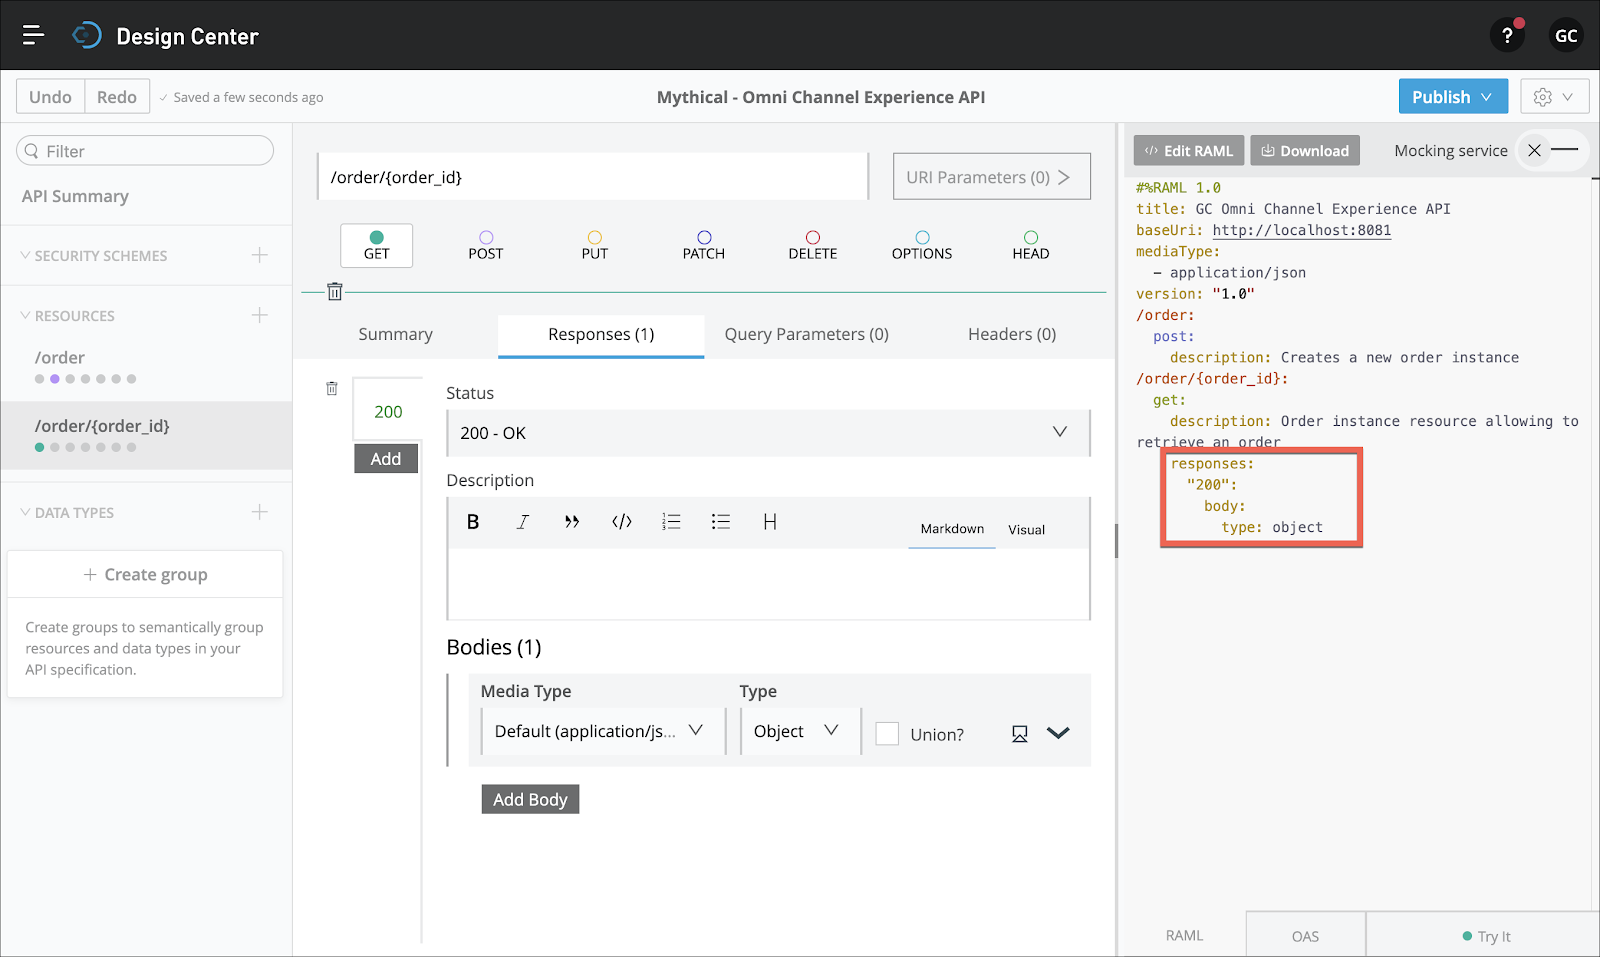 Design Center
?
GC
Undo
Redo
✓ Saved a few seconds ago
Mythical - Omni Channel Experience API
Publish
Filter
API Summary
SECURITY SCHEMES
RESOURCES
/order
/order/{order_id}
DATA TYPES
+ Create group
Create groups to semantically group
resources and data types in your
API specification.
/order/{order_id}
URI Parameters (0) >
GET
POST
PUT
PATCH
DELETE
OPTIONS
HEAD
Summary
Responses (1)
Query Parameters (0)
Headers (0)
200
Add
Status
200 - OK
Description
B I ” </> H
Markdown
Visual
Bodies (1)
Media Type
Type
Default (application/js...
Object
Union?
Add Body
</> Edit RAML
Download
Mocking service
#%RAML 1.0
title: GC Omni Channel Experience API
baseUri: http://localhost:8081
mediaType:
- application/json
version: "1.0"
/order:
post:
description: Creates a new order instance
/order/{order_id}:
get:
description: Order instance resource allowing to
retrieve an order
responses:
"200":
body:
type: object
RAML
OAS
Try It